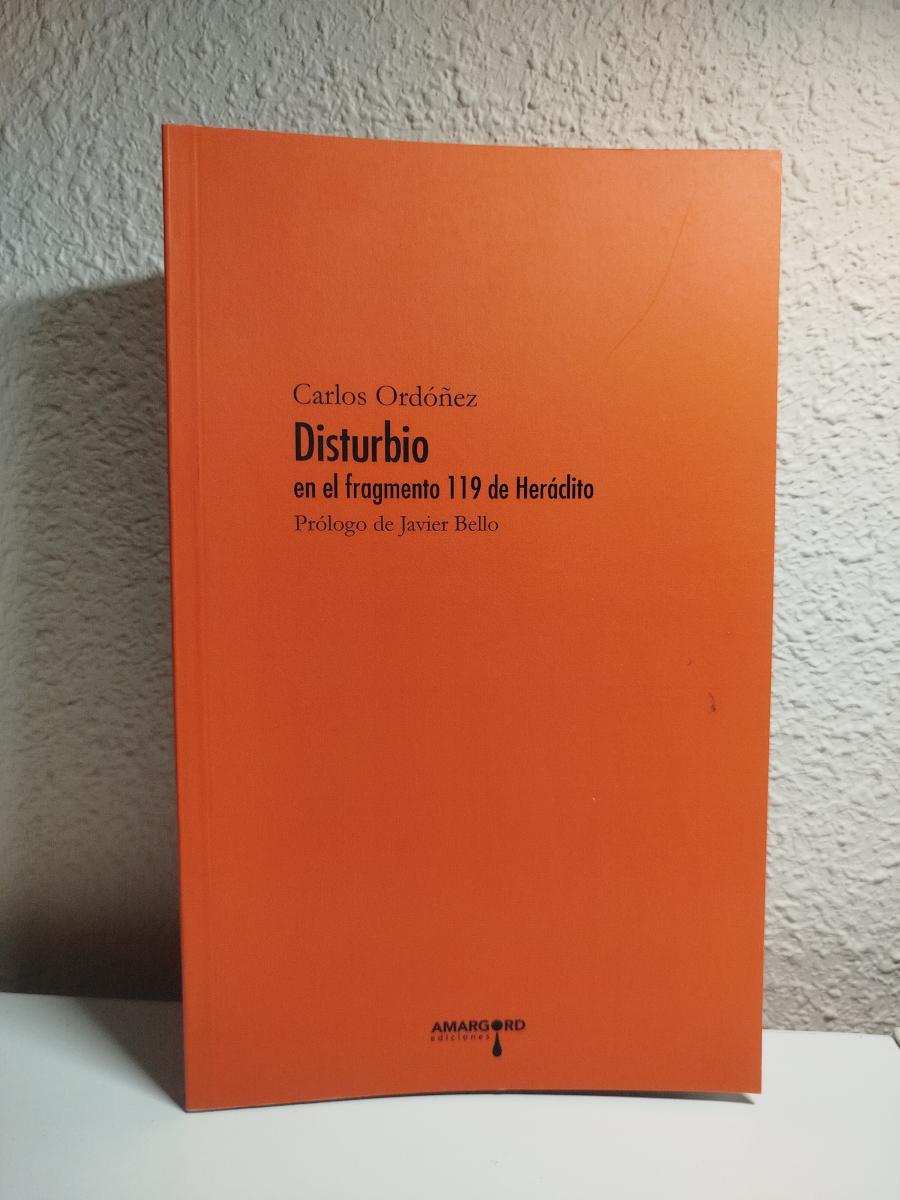 Carlos Ordóñez
Disturbio
en el fragmento 119 de Heráclito
Prólogo de Javier Bello
AMARGORD
ediciones